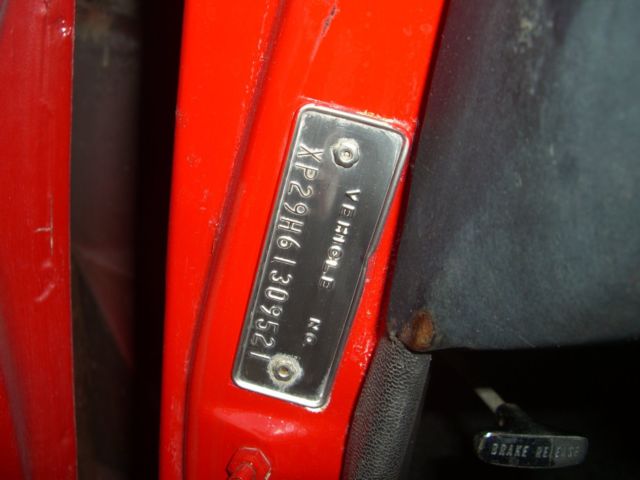 VEHICLE NO.
XP29H61309521
BRAKE RELEASE